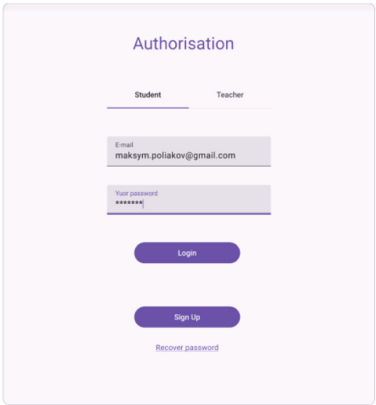 Authorisation
Student Teacher
E-mail
maksym.poliakov@gmail.com
Yuor password
*******
Login
Sign Up
Recover password